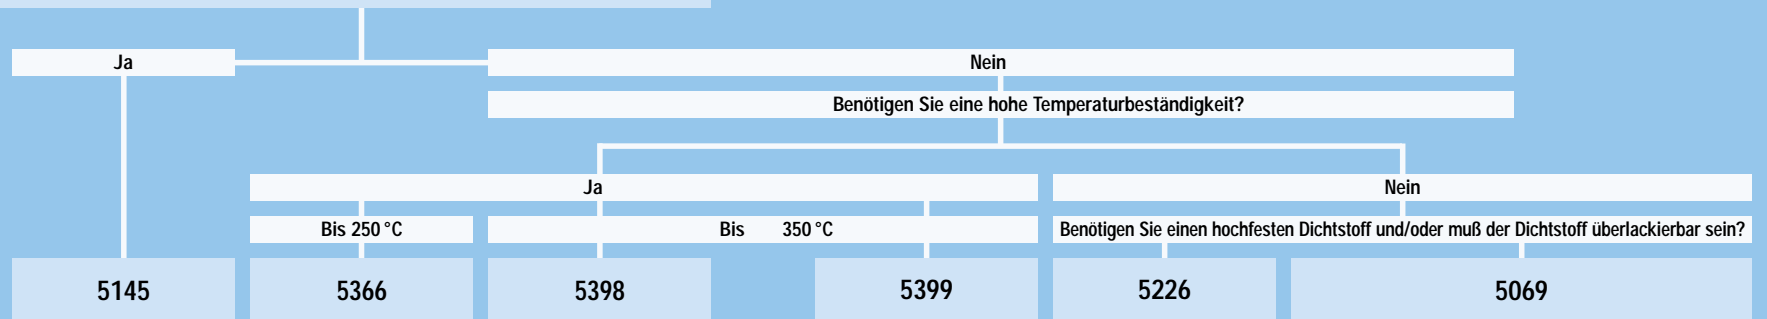 Ja
Nein
Benötigen Sie eine hohe Temperaturbeständigkeit?
Ja
Nein
Bis 250 °C
Bis 350 °C
Benötigen Sie einen hochfesten Dichtstoff und/oder muß der Dichtstoff überlackierbar sein?
5145
5366
5398
5399
5226
5069